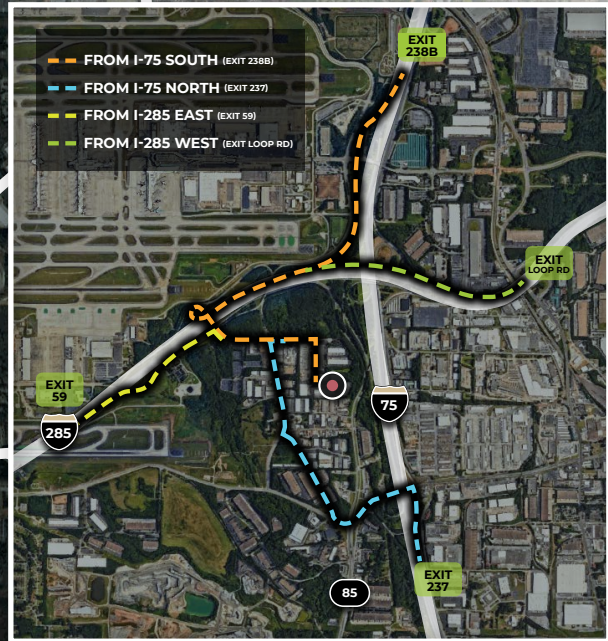 EXIT
238B
FROM I-75 SOUTH (EXIT 238B)
FROM I-75 NORTH (EXIT 237)
FROM I-285 EAST (EXIT 59)
FROM I-285 WEST (EXIT LOOP RD)
EXIT
LOOP RD
EXIT
59
285
75
EXIT
237
85